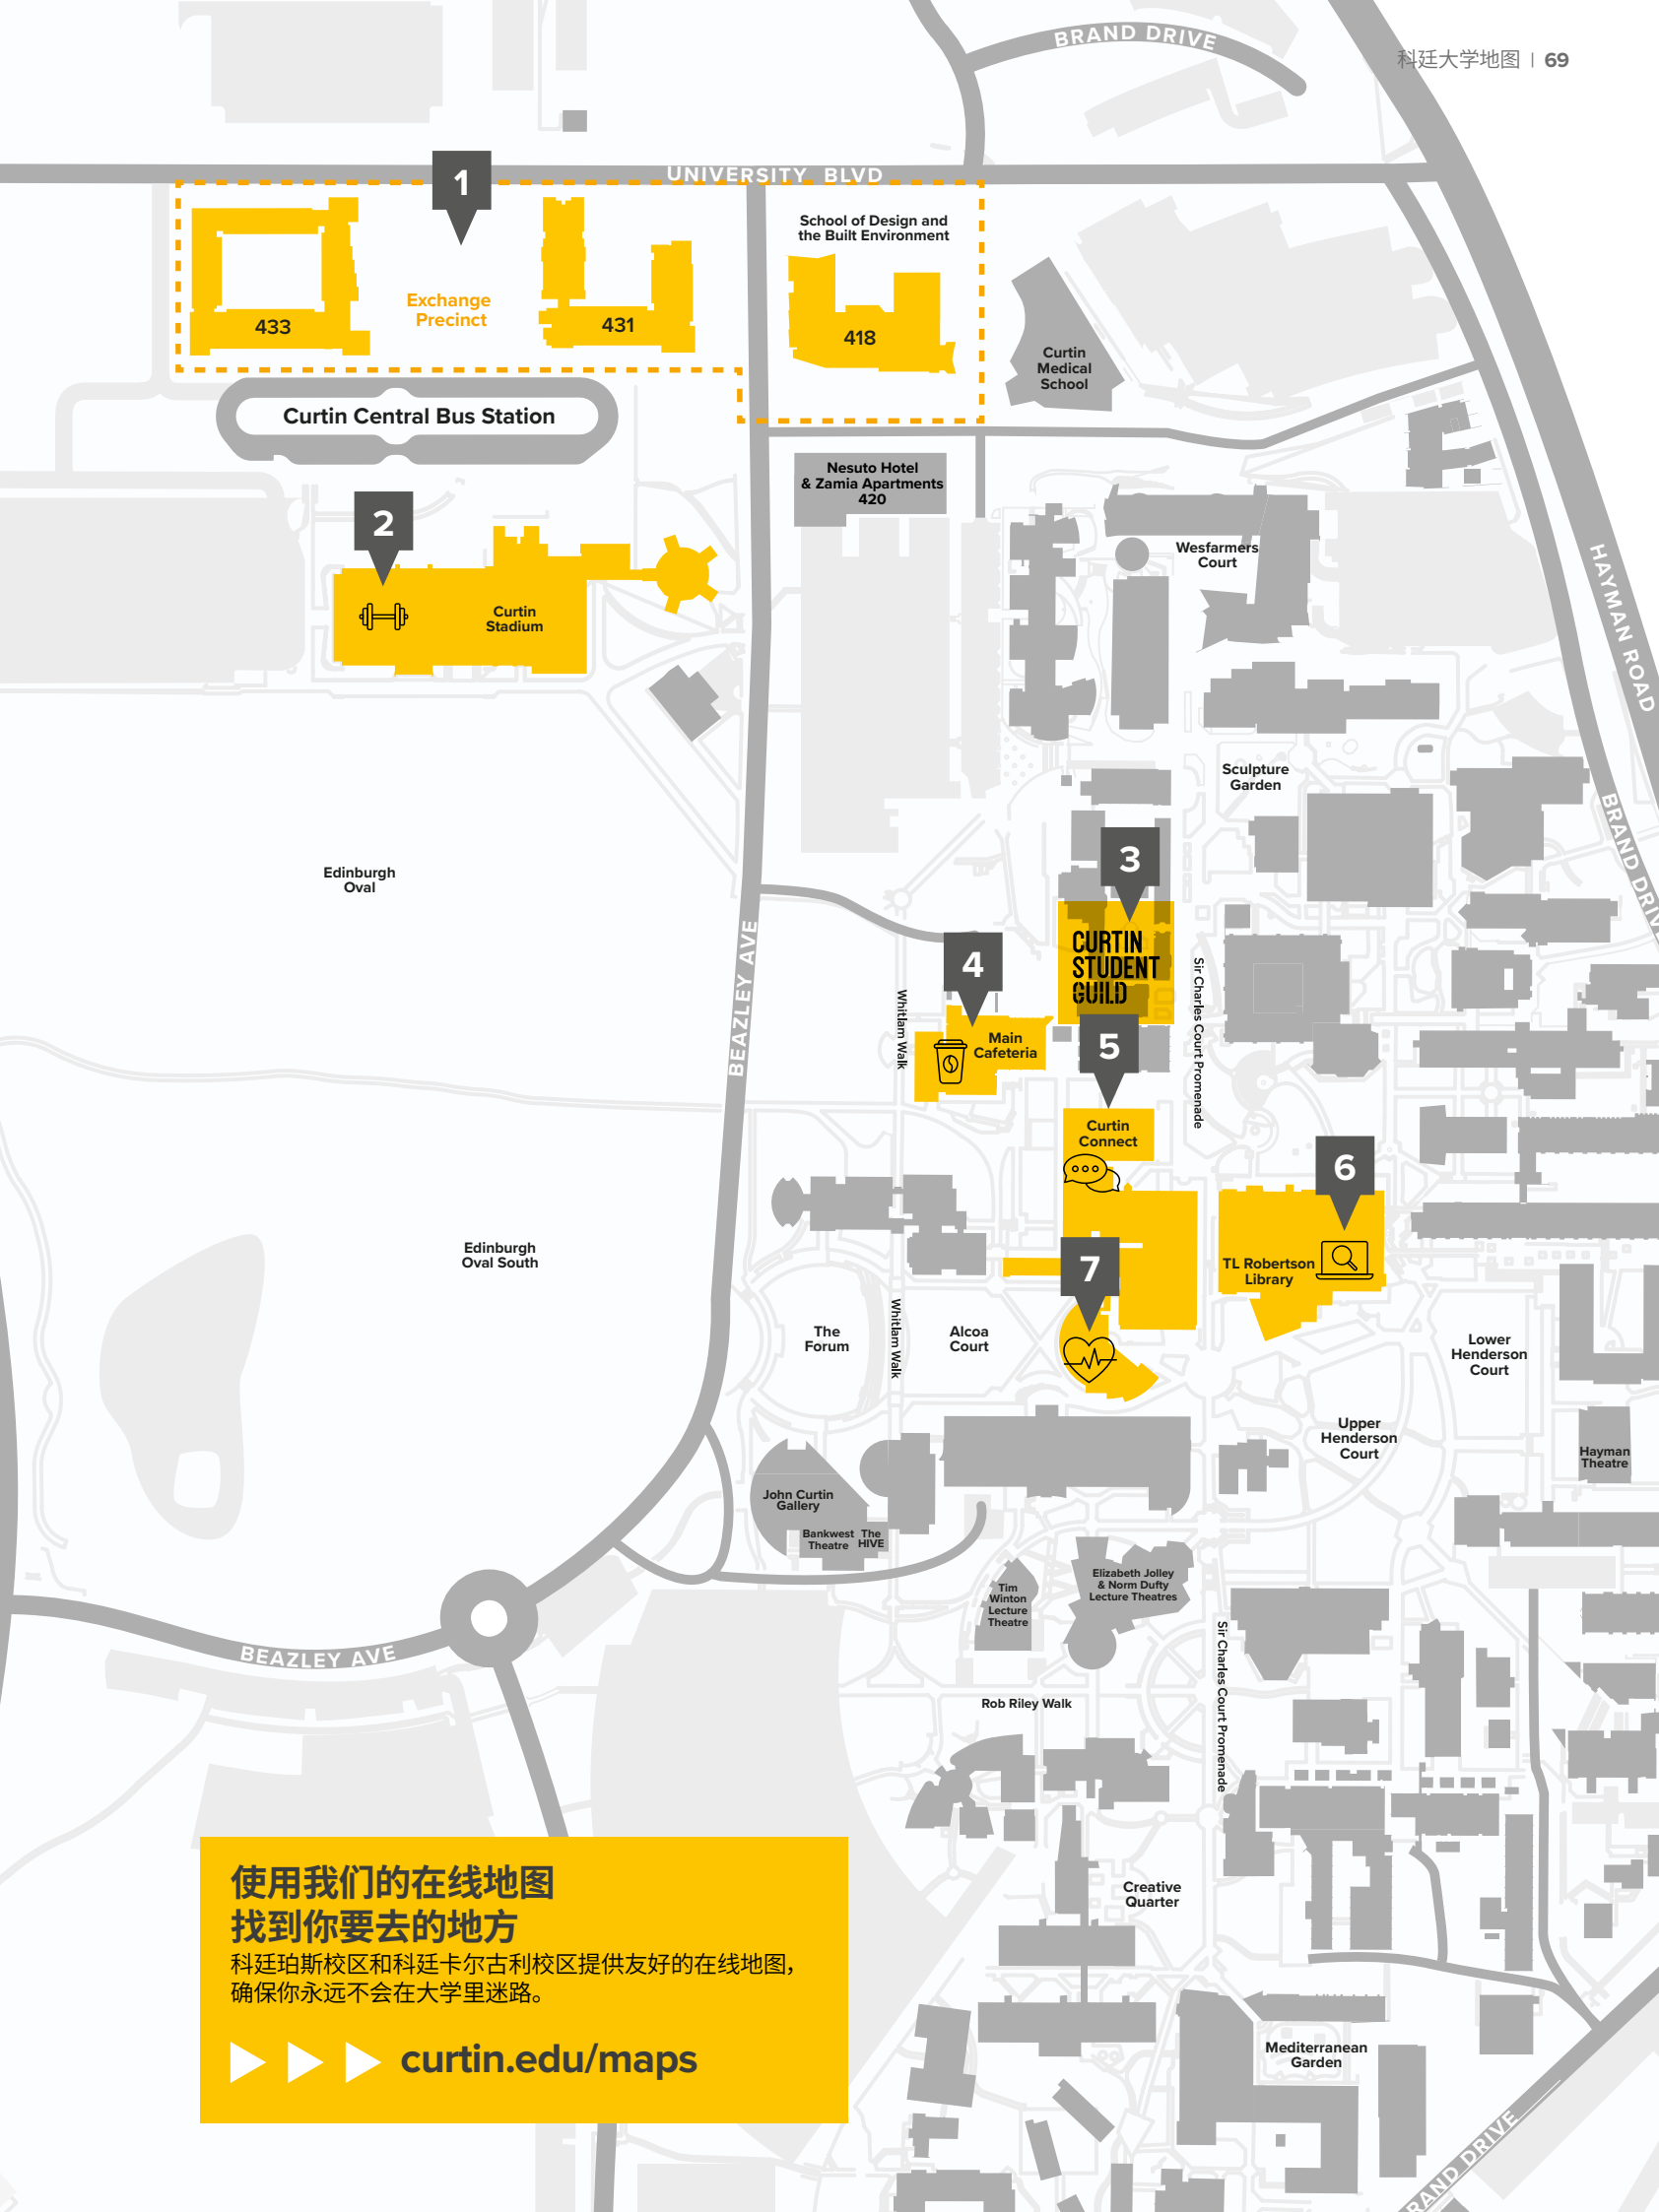 BRAND DRIVE
科廷大学地图 | 69
UNIVERSITY BLVD
1
School of Design and
the Built Environment
Exchange
Precinct
433
431
418
Curtin
Medical
School
Curtin Central Bus Station
Nesuto Hotel
& Zamia Apartments
420
2
Wesfarmers
Court
HAYMAN ROAD
Curtin
Stadium
Sculpture
Garden
BRAND DRIVE
3
Edinburgh
Oval
BEAZLEY AVE
4
CURTIN
STUDENT
GUILD
Whitlam Walk
Sir Charles Court Promenade
Main
Cafeteria
5
Curtin
Connect
6
Edinburgh
Oval South
7
TL Robertson
Library
The
Forum
Whitlam Walk
Alcoa
Court
Lower
Henderson
Court
Upper
Henderson
Court
Hayman
Theatre
John Curtin
Gallery
Bankwest
Theatre
The
HIVE
Tim
Winton
Lecture
Theatre
Elizabeth Jolley
& Norm Dufty
Lecture Theatres
BEAZLEY AVE
Sir Charles Court Promenade
Rob Riley Walk
Creative
Quarter
使用我们的在线地图
找到你要去的地方
科廷珀斯校区和科廷卡尔古利校区提供友好的在线地图，
确保你永远不会在大学里迷路。
curtin.edu/maps
Mediterranean
Garden
BRAND DRIVE